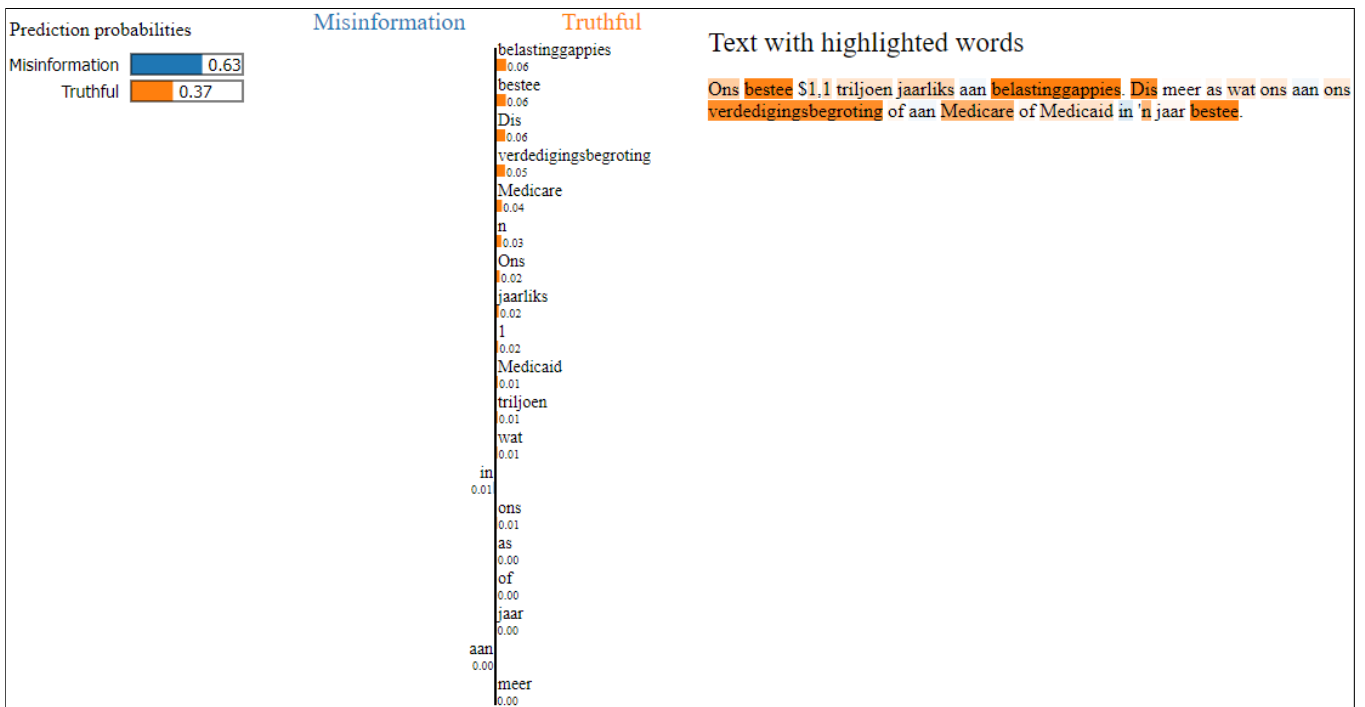 Prediction probabilities
Misinformation 0.63
Truthful 0.37
Misinformation Truthful
belastinggappies
0.06
bestee
0.06
Dis
0.06
verdedigingsbegroting
0.05
Medicare
0.04
n
0.03
Ons
0.02
jaarliks
0.02
1
0.02
Medicaid
0.01
triljoen
0.01
wat
0.01
in
0.01
ons
0.01
as
0.00
of
0.00
jaar
0.00
aan
0.00
meer
0.00
Text with highlighted words
Ons bestee $1,1 triljoen jaarliks aan belastinggappies. Dis meer as wat ons aan ons
verdedigingsbegroting of aan Medicare of Medicaid in 'n jaar bestee.